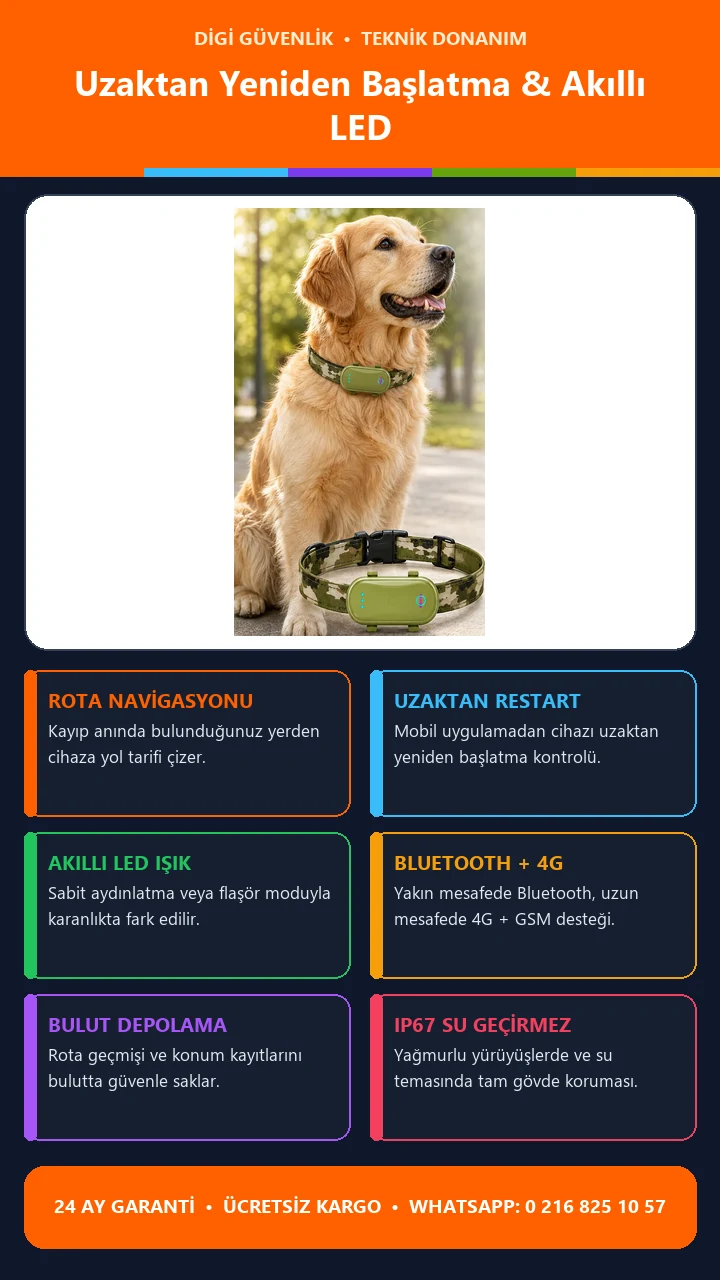 DİGİ GÜVENLİK • TEKNİK DONANIM
Uzaktan Yeniden Başlatma & Akıllı
LED
ROTA NAVİGASYONU
Kayıp anında bulunduğunuz yerden
cihaza yol tarifi çizer.
UZAKTAN RESTART
Mobil uygulamadan cihazı uzaktan
yeniden başlatma kontrolü.
AKILLI LED IŞIK
Sabit aydınlatma veya flaşör moduyla
karanlıkta fark edilir.
BLUETOOTH + 4G
Yakın mesafede Bluetooth, uzun
mesafede 4G + GSM desteği.
BULUT DEPOLAMA
Rota geçmişi ve konum kayıtlarını
bulutta güvenle saklar.
IP67 SU GEÇİRMEZ
Yağmurlu yürüyüşlerde ve su
temasında tam gövde koruması.
24 AY GARANTİ • ÜCRETSİZ KARGO • WHATSAPP: 0 216 825 10 57